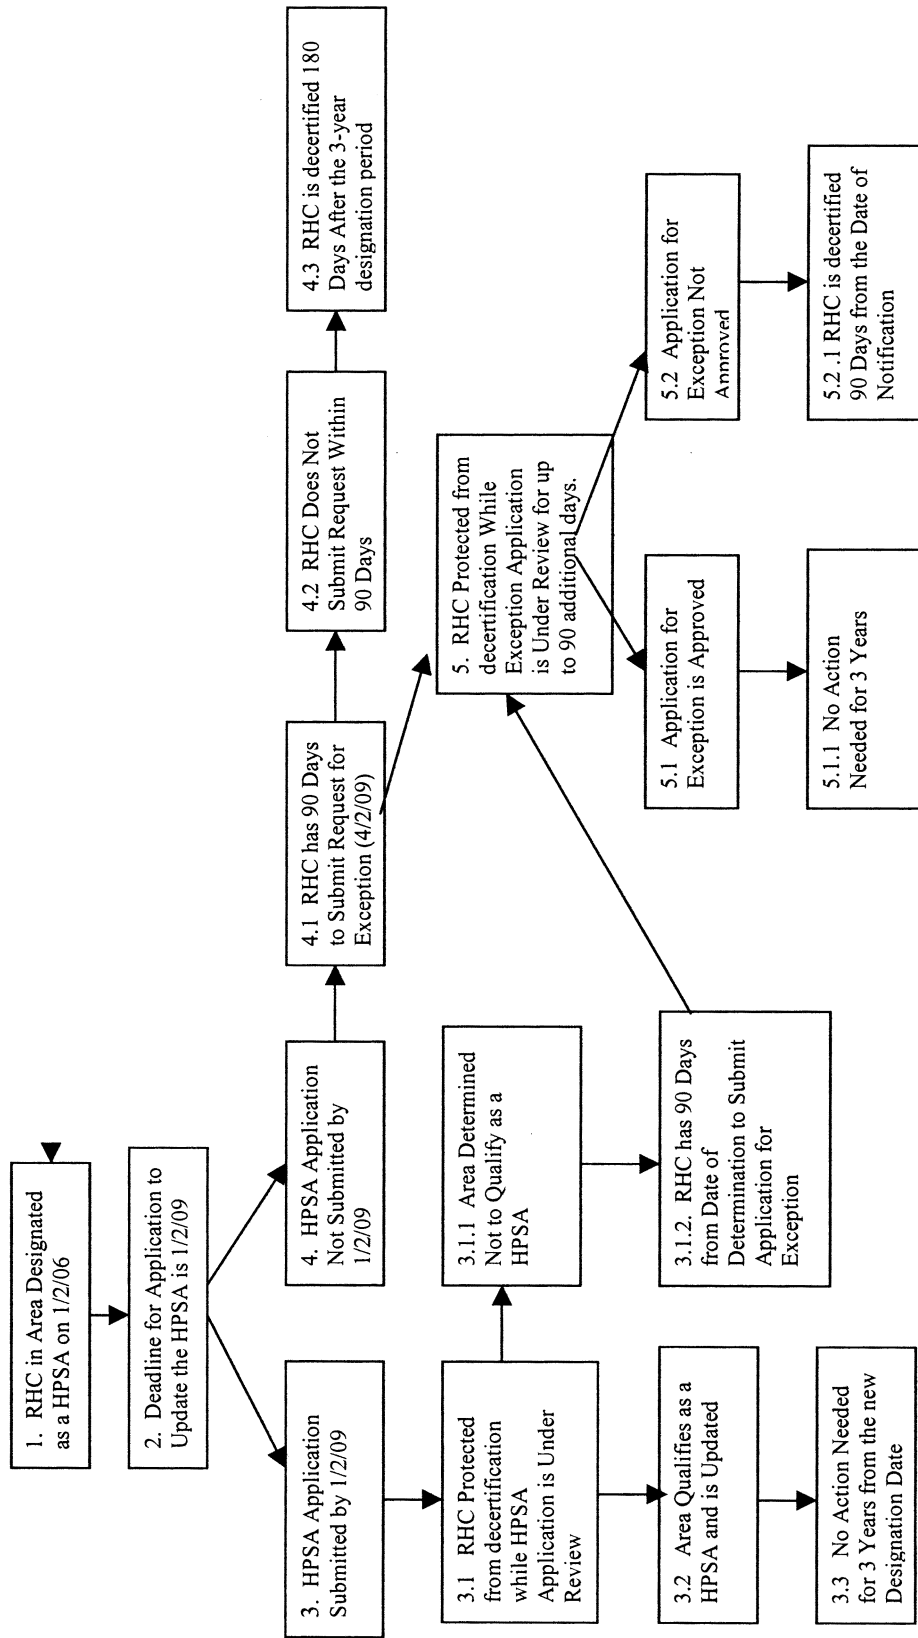 1. RHC in Area Designated
as a HPSA on 1/2/06
2. Deadline for Application to
Update the HPSA is 1/2/09
3. HPSA Application
Submitted by 1/2/09
4. HPSA Application
Not Submitted by
1/2/09
4.1 RHC has 90 Days
to Submit Request for
Exception (4/2/09)
4.2 RHC Does Not
Submit Request Within
90 Days
4.3 RHC is decertified 180
Days After the 3-year
designation period
3.1 RHC Protected
from decertification
while HPSA
Application is Under
Review
3.1.1 Area Determined
Not to Qualify as a
HPSA
5. RHC Protected from
decertification While
Exception Application
is Under Review for up
to 90 additional days.
3.2 Area Qualifies as a
HPSA and is Updated
3.1.2. RHC has 90 Days
from Date of
Determination to Submit
Application for
Exception
5.1 Application for
Exception is Approved
5.2 Application for
Exception Not
Approved
3.3 No Action Needed
for 3 Years from the new
Designation Date
5.1.1 No Action
Needed for 3 Years
5.2 .1 RHC is decertified
90 Days from the Date of
Notification